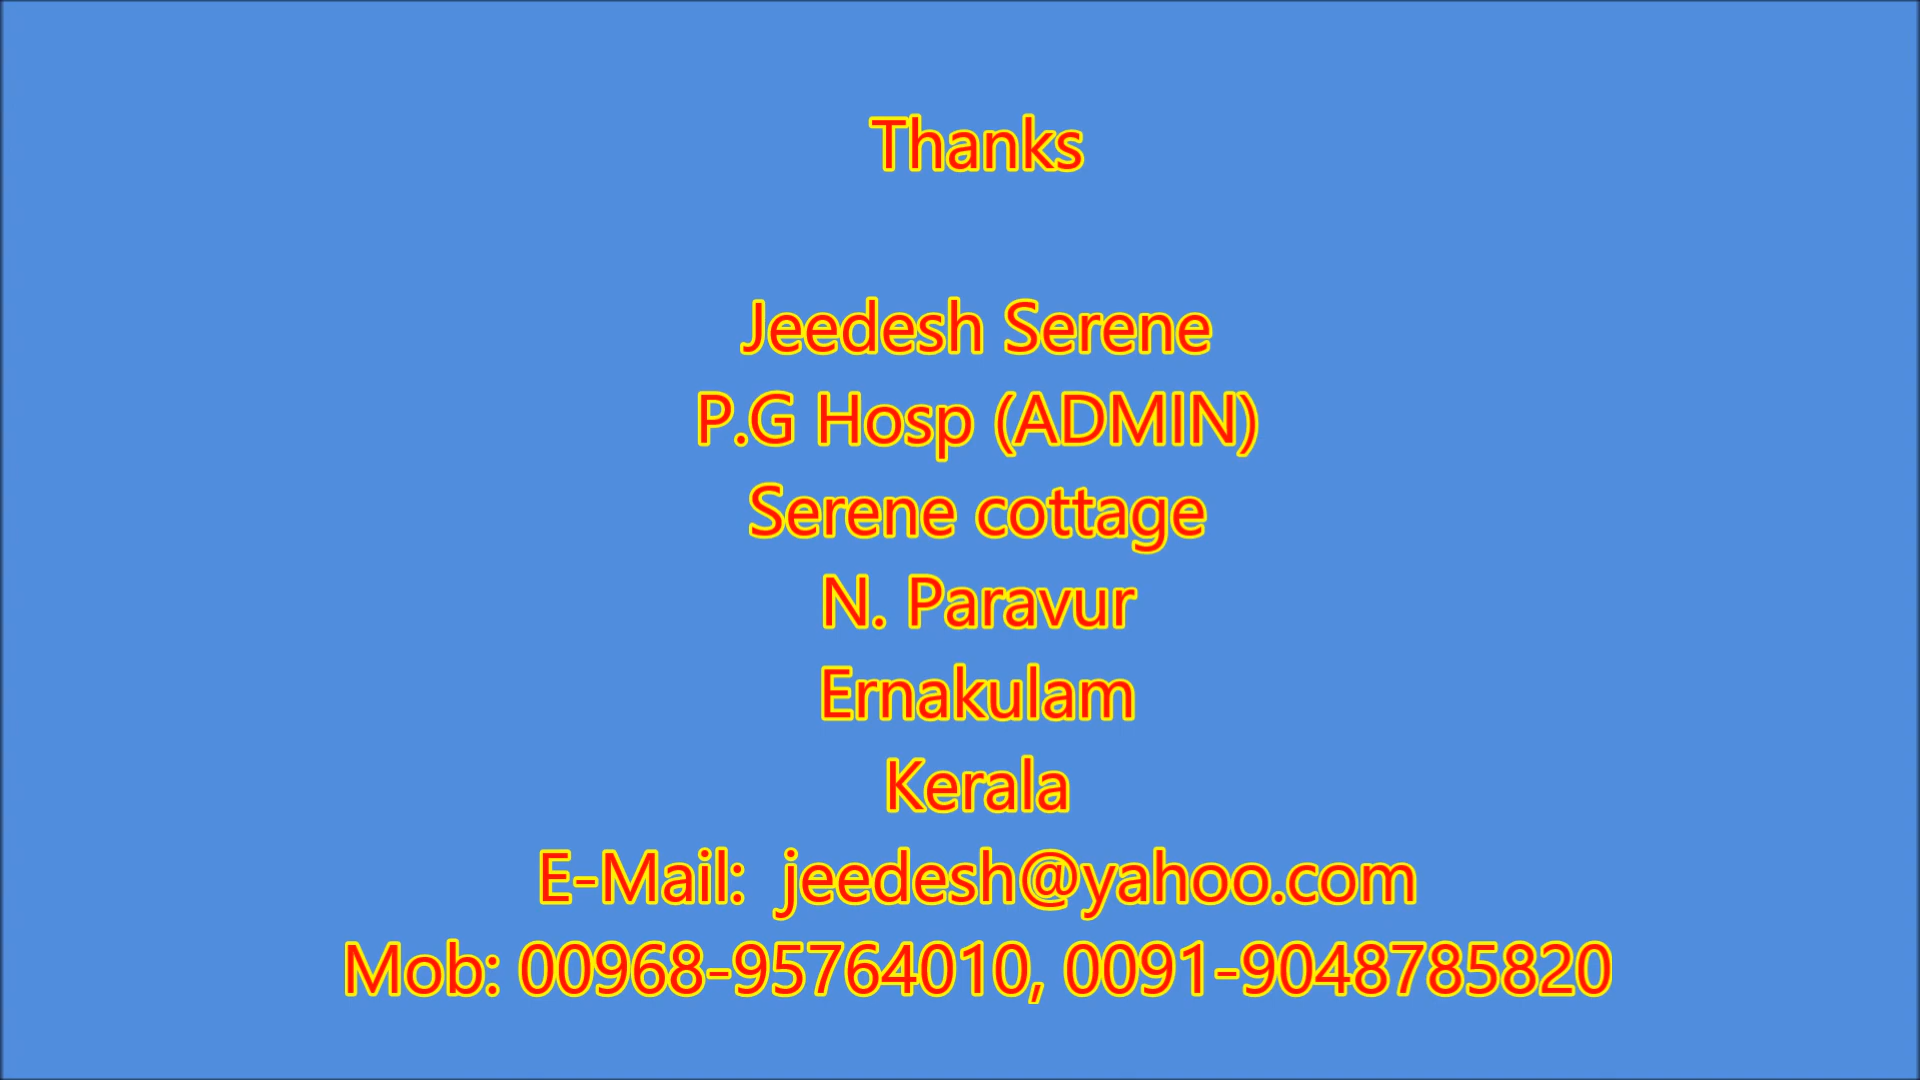 Thanks
Jeedesh Serene
P.G Hosp (ADMIN)
Serene cottage
N. Paravur
Ernakulam
Kerala
E-Mail:  jeedesh@yahoo.com
Mob: 00968-95764010, 0091-9048785820